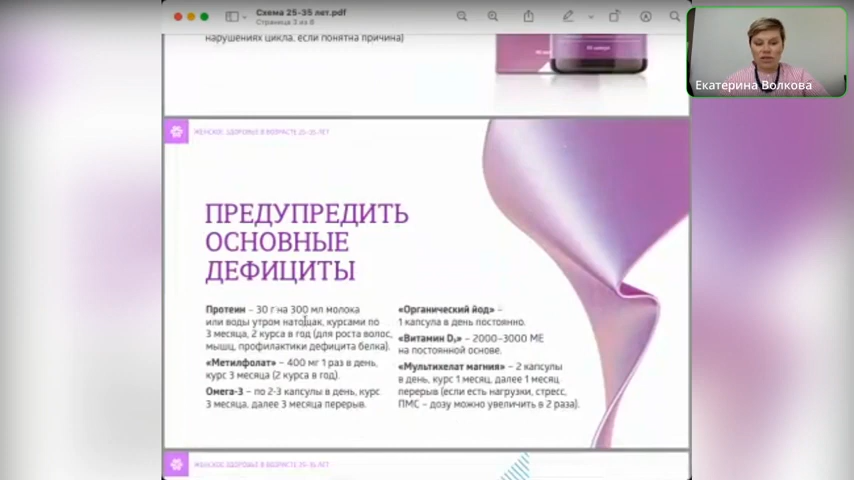 Схема 25-35 лет.pdf
Страница 3 из 8
Екатерина Волкова
нарушениях цикла, если понятна причина)
ЖЕНСКОЕ ЗДОРОВЬЕ В ВОЗРАСТЕ 25-35 ЛЕТ
ПРЕДУПРЕДИТЬ
ОСНОВНЫЕ
ДЕФИЦИТЫ
Протеин – 30 г на 300 мл молока
или воды утром натощак, курсами по
3 месяца, 2 курса в год (для роста волос,
мышц, профилактики дефицита белка).
«Метилфолат» – 400 мг 1 раз в день,
курс 3 месяца (2 курса в год).
Омега-3 – по 2-3 капсулы в день, курс
3 месяца, далее 3 месяца перерыв.
«Органический йод» –
1 капсула в день постоянно.
«Витамин D₃» – 2000–3000 МЕ
на постоянной основе.
«Мультихелат магния» – 2 капсулы
в день, курс 1 месяц, далее 1 месяц
перерыв (если есть нагрузки, стресс,
ПМС – дозу можно увеличить в 2 раза).
ЖЕНСКОЕ ЗДОРОВЬЕ В ВОЗРАСТЕ 25-35 ЛЕТ